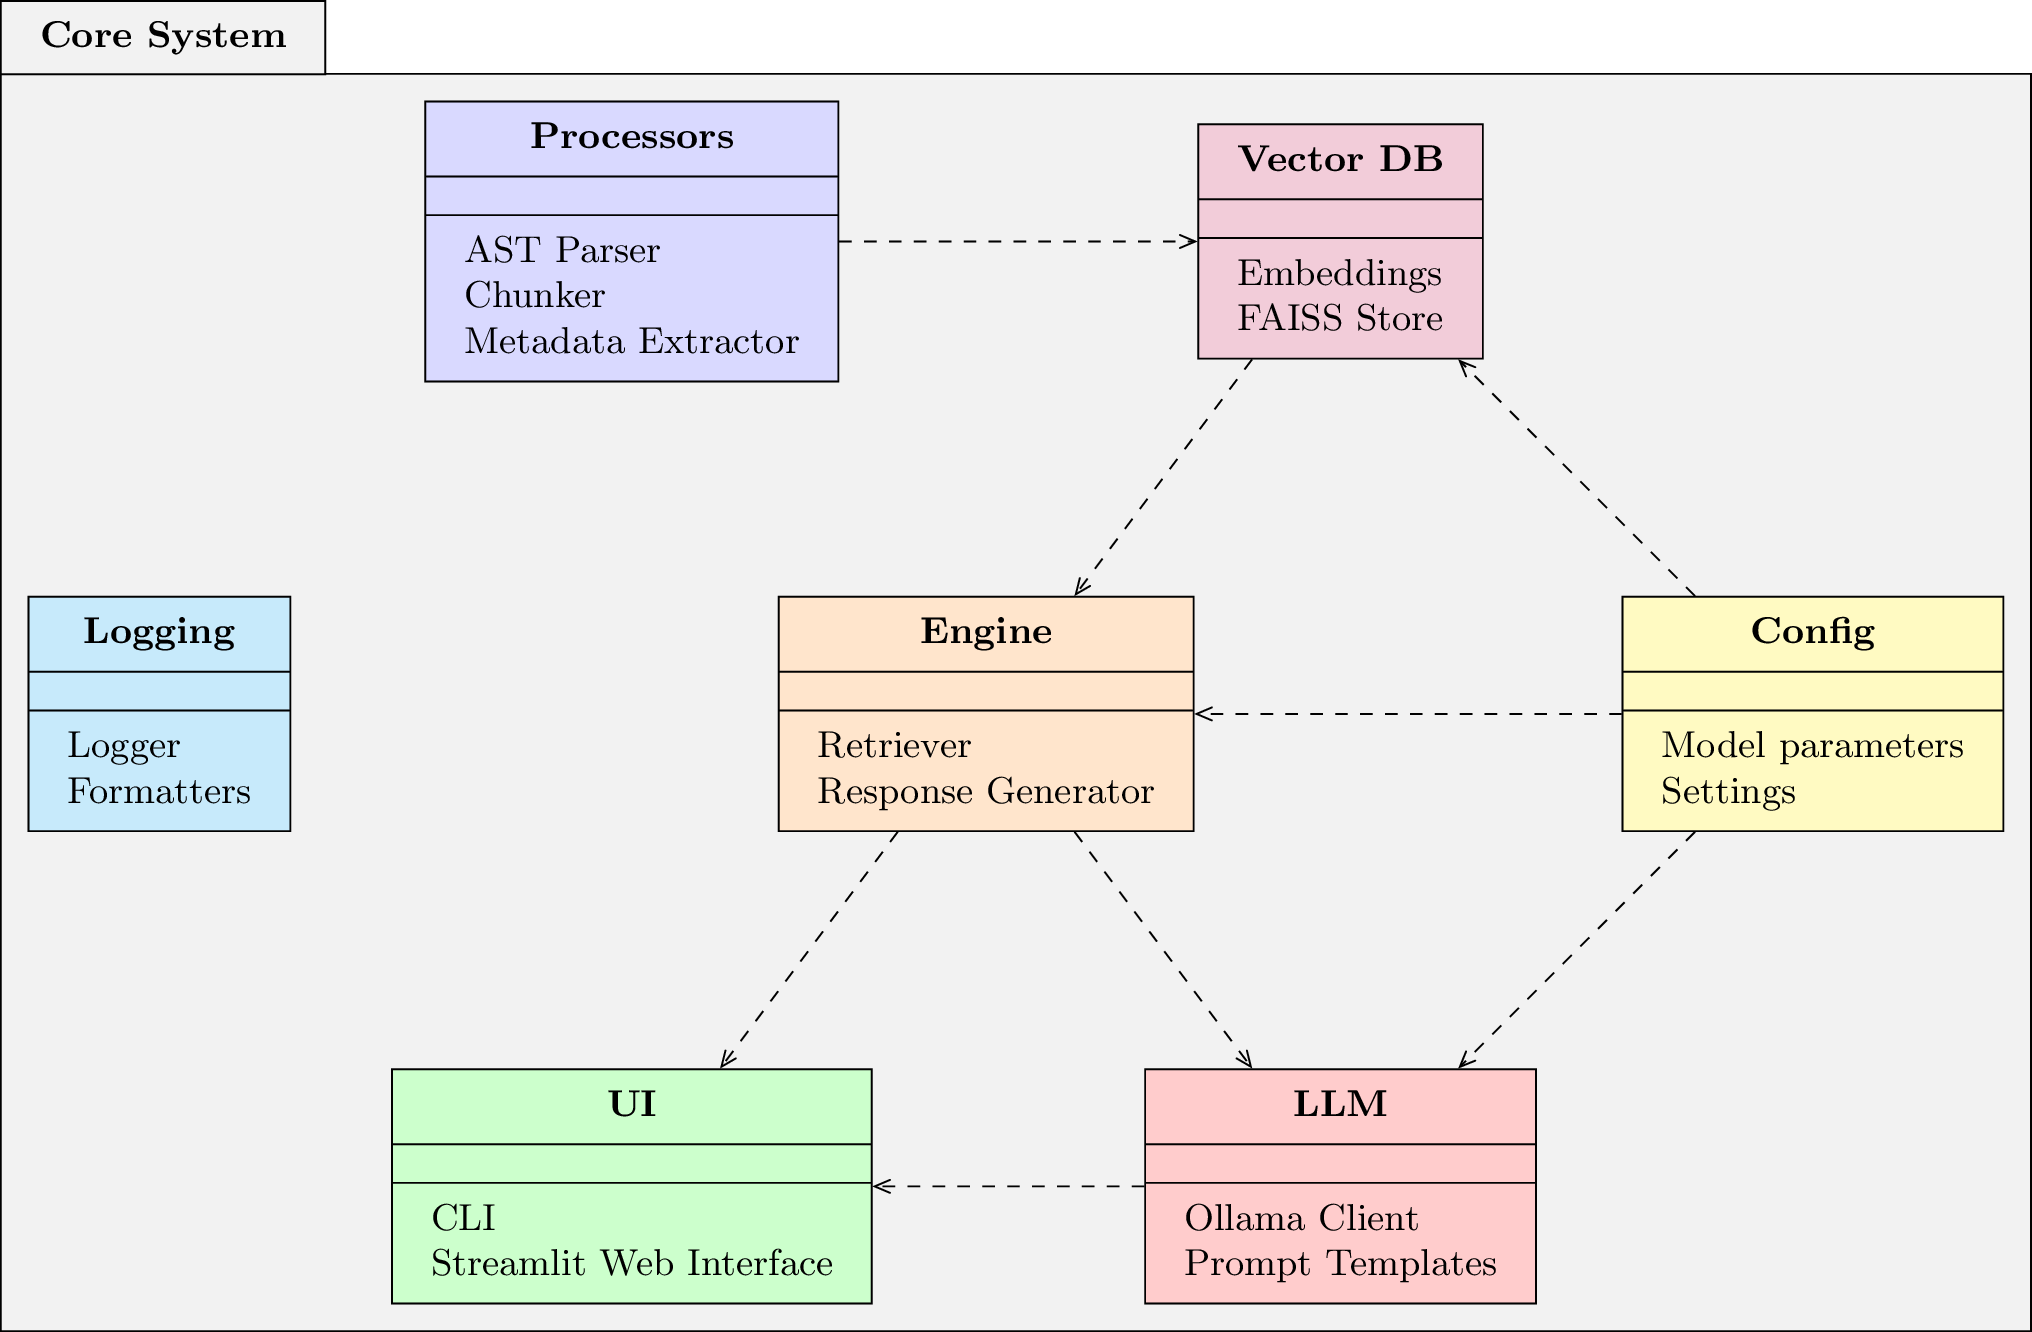 Core System
Processors
AST Parser
Chunker
Metadata Extractor
Vector DB
Embeddings
FAISS Store
Logging
Logger
Formatters
Engine
Retriever
Response Generator
Config
Model parameters
Settings
UI
CLI
Streamlit Web Interface
LLM
Ollama Client
Prompt Templates